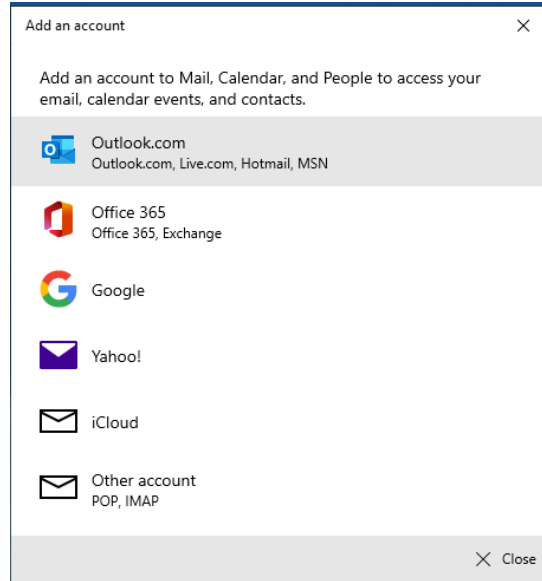 Add an account
Add an account to Mail, Calendar, and People to access your
email, calendar events, and contacts.
Outlook.com
Outlook.com, Live.com, Hotmail, MSN
Office 365
Office 365, Exchange
Google
Yahoo!
iCloud
Other account
POP, IMAP
Close